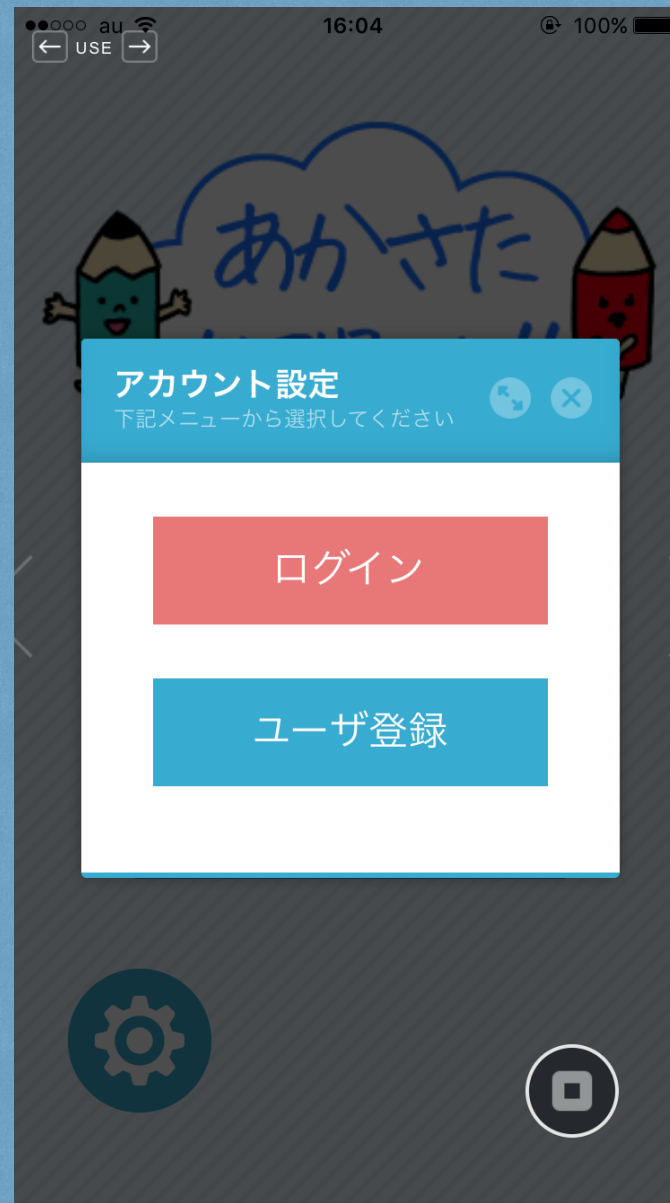 au 16:04 100%
← USE →
あかさた
アカウント設定
下記メニューから選択してください
ログイン
ユーザ登録